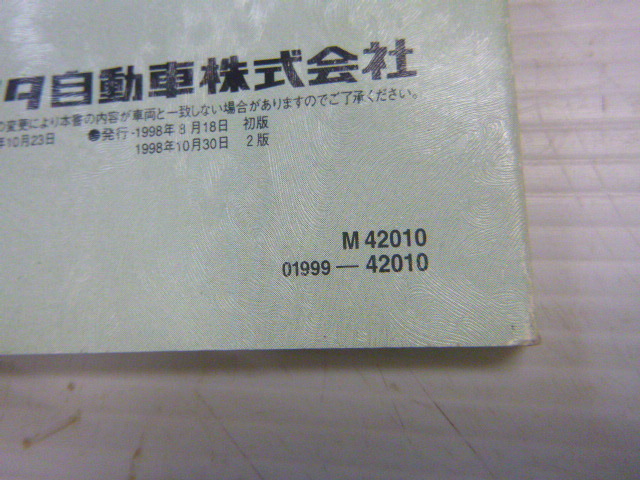 タ自動車株式会社
の変更により本書の内容が車両と一致しない場合がありますのでご了承ください。
年10月23日 ●発行-1998年8月18日 初版
1998年10月30日 2版
M 42010
01999—42010